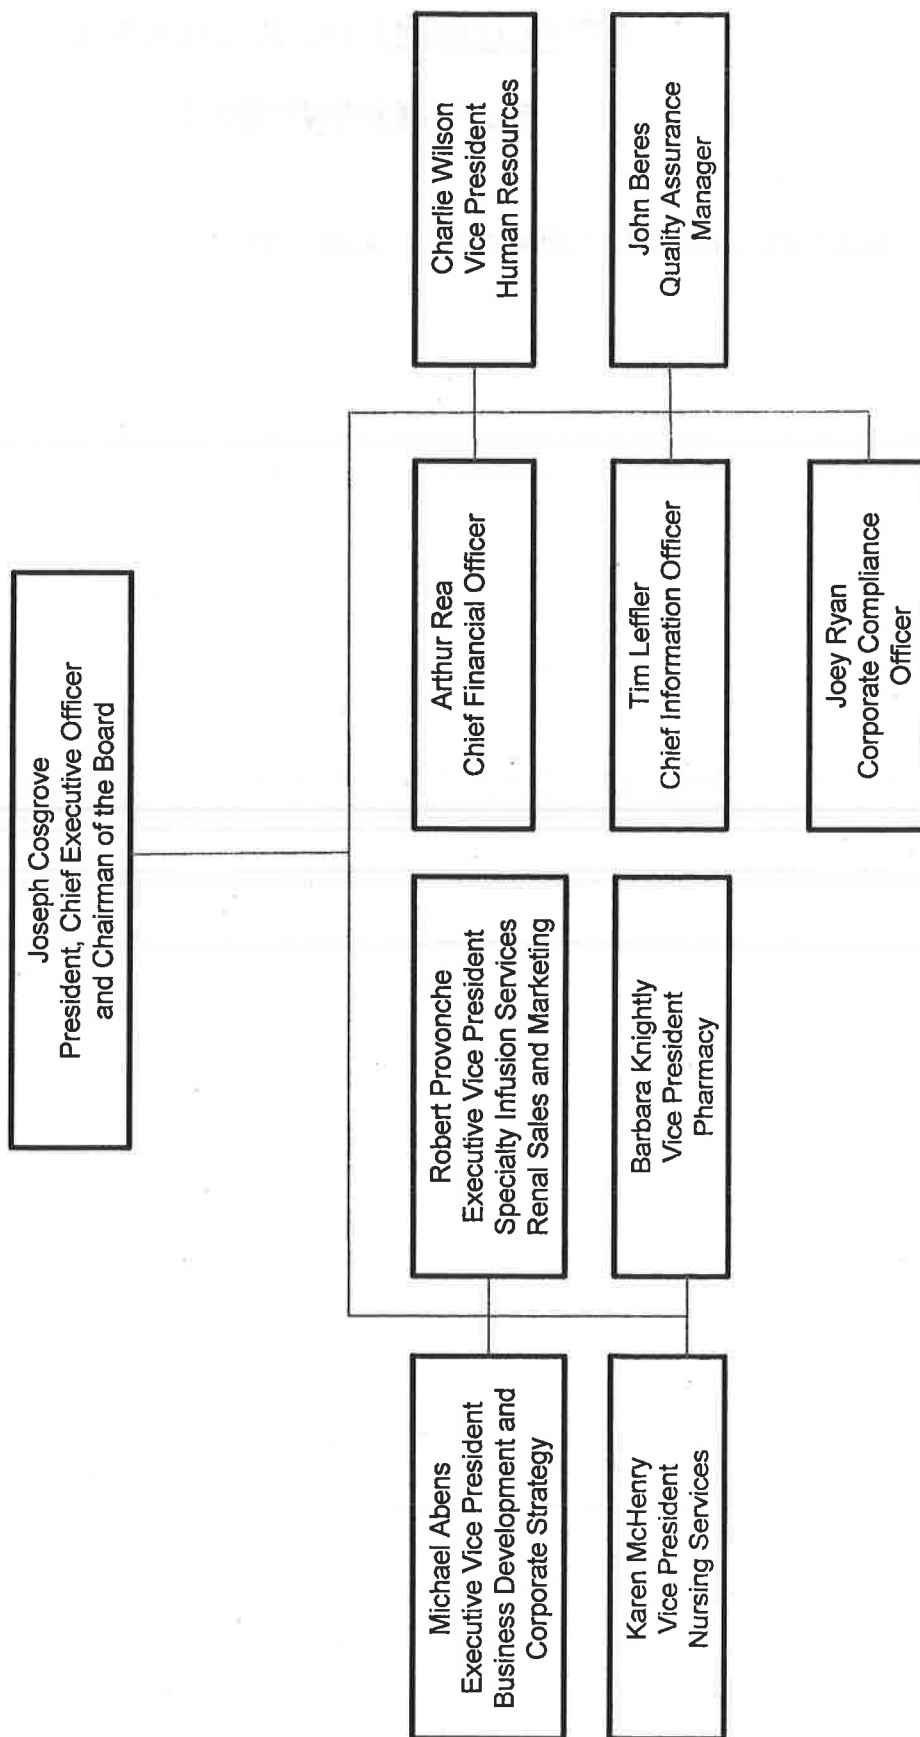 Joseph Cosgrove
President, Chief Executive Officer
and Chairman of the Board
Michael Abens
Executive Vice President
Business Development and
Corporate Strategy
Robert Provonche
Executive Vice President
Specialty Infusion Services
Renal Sales and Marketing
Arthur Rea
Chief Financial Officer
Charlie Wilson
Vice President
Human Resources
Karen McHenry
Vice President
Nursing Services
Barbara Knightly
Vice President
Pharmacy
Tim Leffler
Chief Information Officer
John Beres
Quality Assurance
Manager
Joey Ryan
Corporate Compliance
Officer